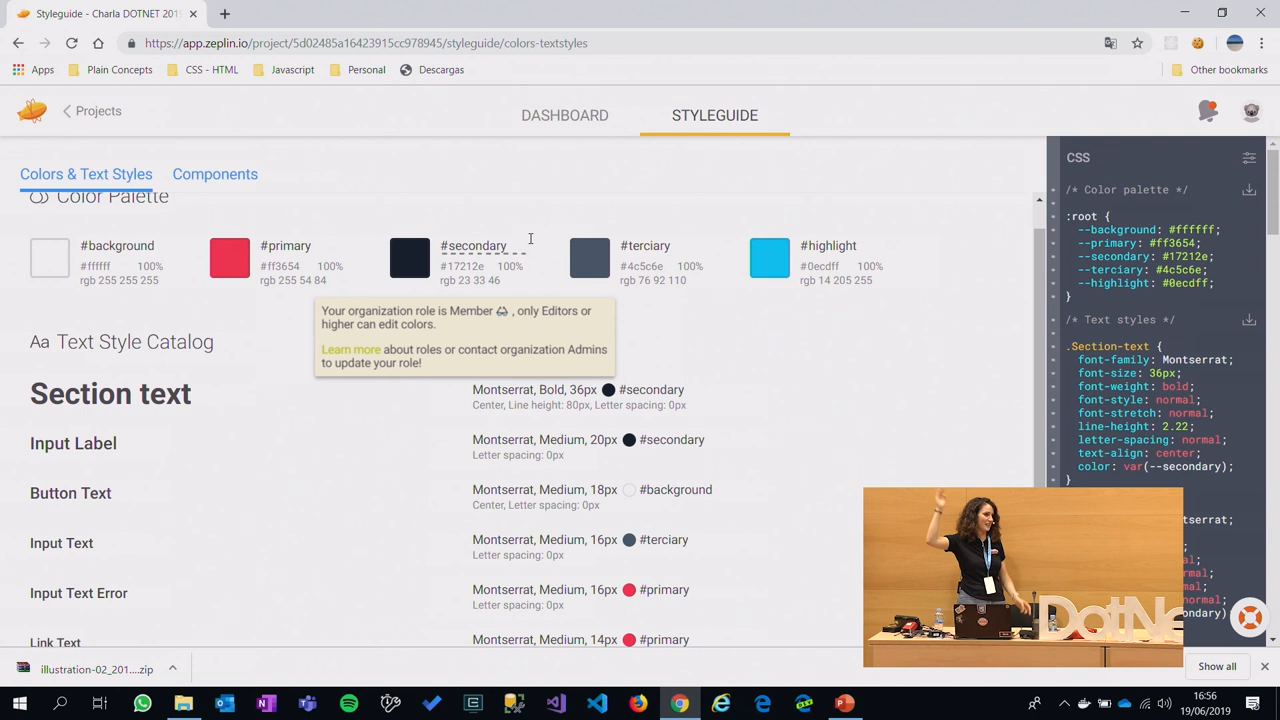 Styleguide - Charla DOTNET 201
https://app.zeplin.io/project/5d02485a16423915cc978945/styleguide/colors-textstyles
Apps Plain Concepts CSS - HTML Javascript Personal Descargas Other bookmarks
Projects
DASHBOARD STYLEGUIDE
Colors & Text Styles Components
Color Palette
#background #primary #secondary #terciary #highlight
#ffffff 100% #ff3654 100% #17212e 100% #4c5c6e 100% #0ecdff 100%
rgb 255 255 255 rgb 255 54 84 rgb 23 33 46 rgb 76 92 110 rgb 14 205 255
Your organization role is Member , only Editors or
higher can edit colors.
Learn more about roles or contact organization Admins
to update your role!
Aa Text Style Catalog
Section text
Montserrat, Bold, 36px #secondary
Center, Line height: 80px, Letter spacing: 0px
Input Label
Montserrat, Medium, 20px #secondary
Letter spacing: 0px
Button Text
Montserrat, Medium, 18px #background
Center, Letter spacing: 0px
Input Text
Montserrat, Medium, 16px #terciary
Letter spacing: 0px
Input Text Error
Montserrat, Medium, 16px #primary
Letter spacing: 0px
Link Text
Montserrat, Medium, 14px #primary
CSS
/* Color palette */
:root {
--background: #ffffff;
--primary: #ff3654;
--secondary: #17212e;
--terciary: #4c5c6e;
--highlight: #0ecdff;
}
/* Text styles */
.Section-text {
font-family: Montserrat;
font-size: 36px;
font-weight: bold;
font-style: normal;
font-stretch: normal;
line-height: 2.22;
letter-spacing: normal;
text-align: center;
color: var(--secondary);
}
tserrat;
;
al;
rmal;
mal;
normal;
ondary)
DotNe
illustration-02_201....zip
Show all
16:56
19/06/2019